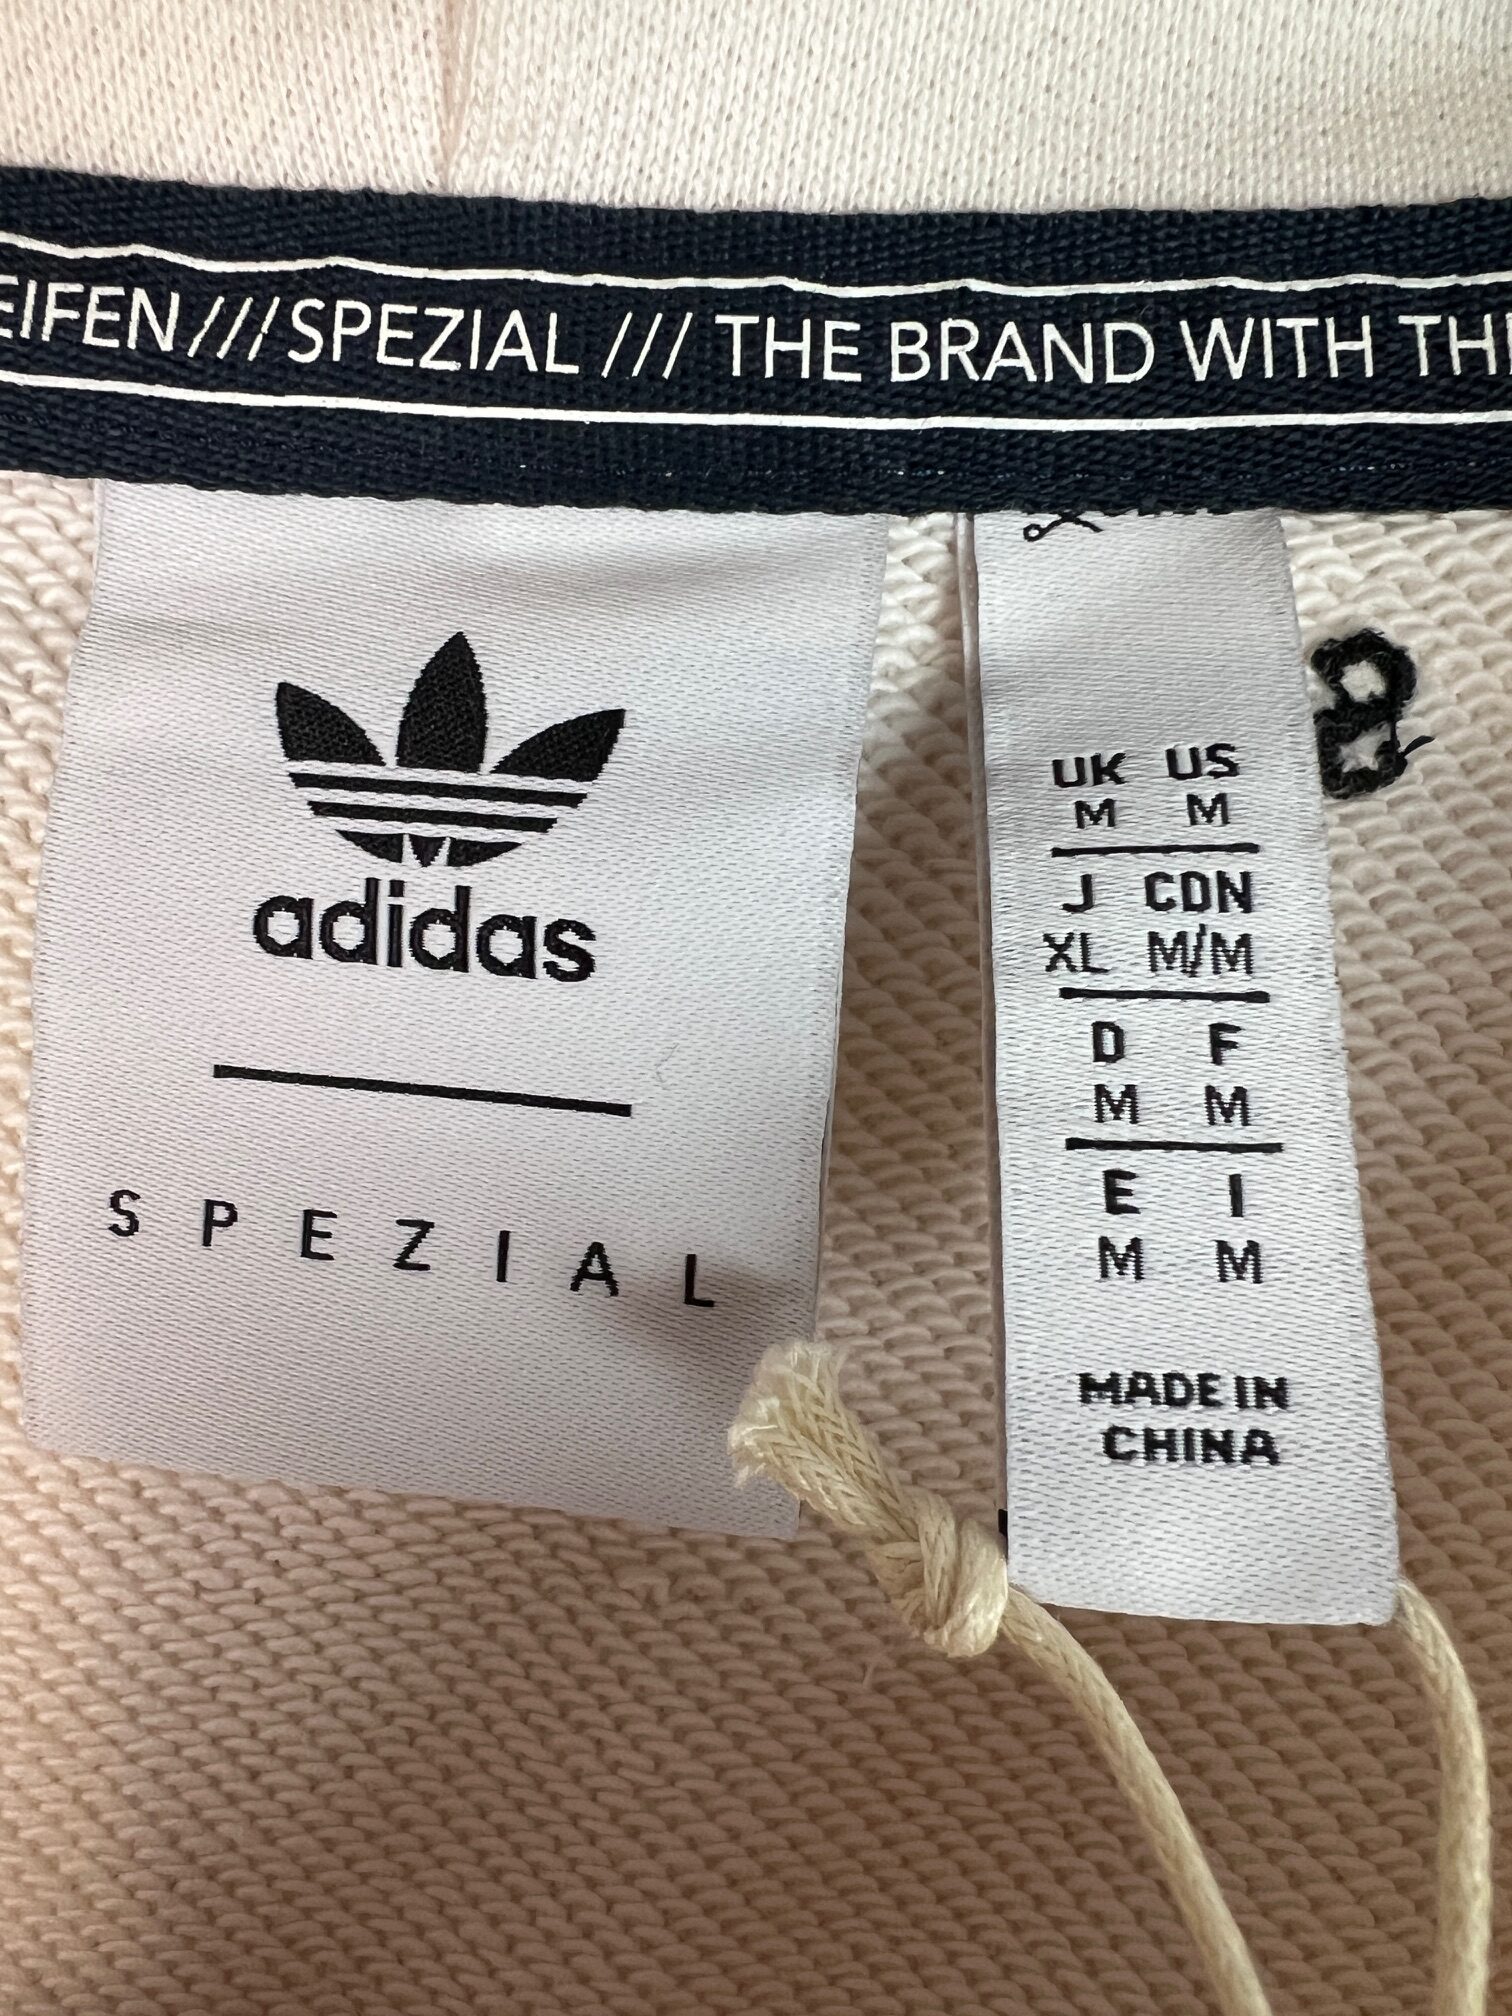 EIFEN///SPEZIAL /// THE BRAND WITH TH
adidas
SPEZIAL
UK US
M M
J CDN
XL M/M
D F
M M
E I
M M
MADE IN
CHINA